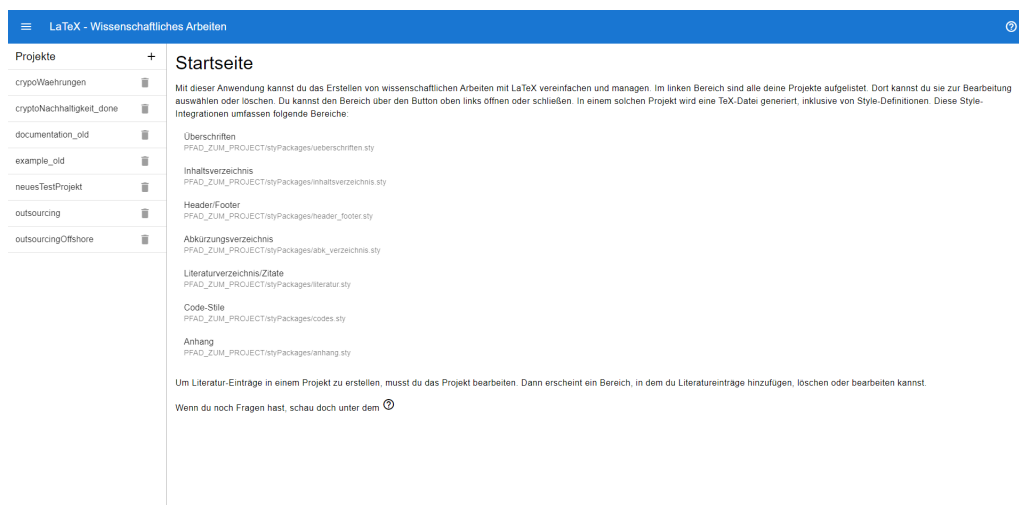 LaTeX - Wissenschaftliches Arbeiten
Projekte
crypoWaehrungen
cryptoNachhaltigkeit_done
documentation_old
example_old
neuesTestProjekt
outsourcing
outsourcingOffshore
Startseite
Mit dieser Anwendung kannst du das Erstellen von wissenschaftlichen Arbeiten mit LaTeX vereinfachen und managen. Im linken Bereich sind alle deine Projekte aufgelistet. Dort kannst du sie zur Bearbeitung
auswählen oder löschen. Du kannst den Bereich über den Button oben links öffnen oder schließen. In einem solchen Projekt wird eine TeX-Datei generiert, inklusive von Style-Definitionen. Diese Style-
Integrationen umfassen folgende Bereiche:
Überschriften
PFAD_ZUM_PROJECT/styPackages/ueberschriften.sty
Inhaltsverzeichnis
PFAD_ZUM_PROJECT/styPackages/inhaltsverzeichnis.sty
Header/Footer
PFAD_ZUM_PROJECT/styPackages/header_footer.sty
Abkürzungsverzeichnis
PFAD_ZUM_PROJECT/styPackages/abk_verzeichnis.sty
Literaturverzeichnis/Zitate
PFAD_ZUM_PROJECT/styPackages/literatur.sty
Code-Stile
PFAD_ZUM_PROJECT/styPackages/codes.sty
Anhang
PFAD_ZUM_PROJECT/styPackages/anhang.sty
Um Literatur-Einträge in einem Projekt zu erstellen, musst du das Projekt bearbeiten. Dann erscheint ein Bereich, in dem du Literatureinträge hinzufügen, löschen oder bearbeiten kannst.
Wenn du noch Fragen hast, schau doch unter dem